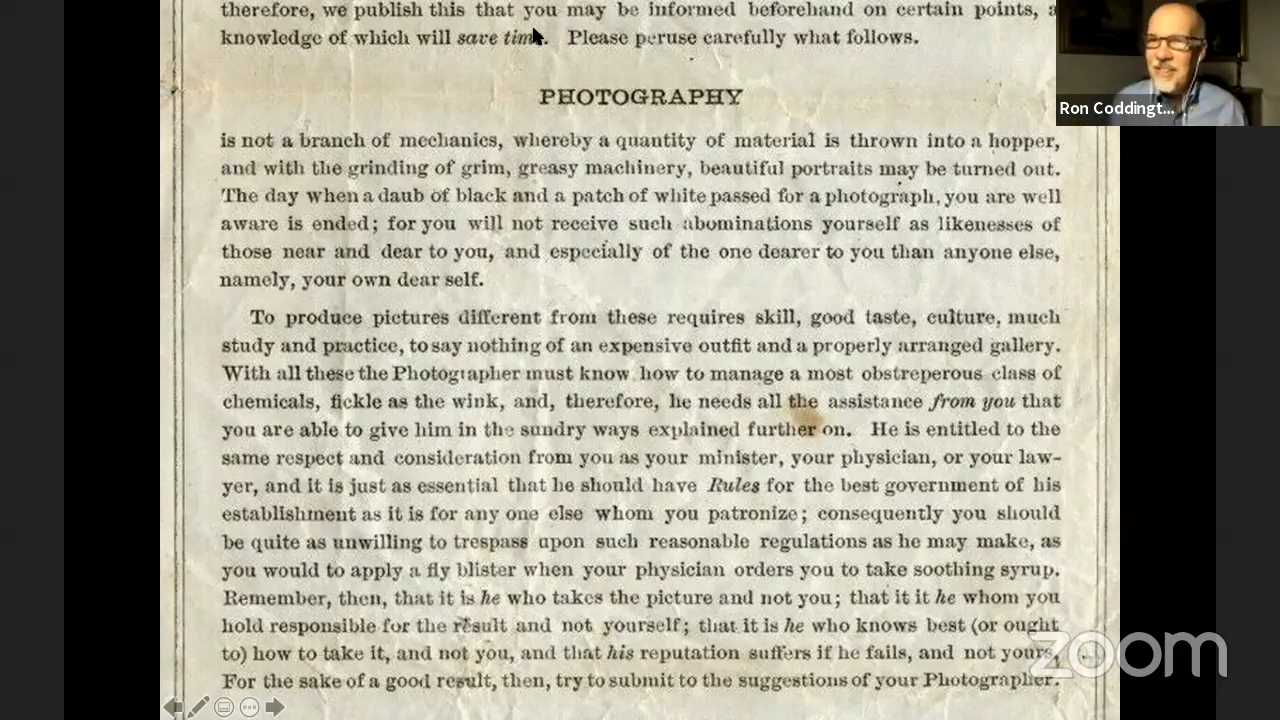 therefore, we publish this that you may be informed beforehand on certain points, a
knowledge of which will save time. Please peruse carefully what follows.
PHOTOGRAPHY
is not a branch of mechanics, whereby a quantity of material is thrown into a hopper,
and with the grinding of grim, greasy machinery, beautiful portraits may be turned out.
The day when a daub of black and a patch of white passed for a photograph, you are well
aware is ended; for you will not receive such abominations yourself as likenesses of
those near and dear to you, and especially of the one dearer to you than anyone else,
namely, your own dear self.
To produce pictures different from these requires skill, good taste, culture, much
study and practice, to say nothing of an expensive outfit and a properly arranged gallery.
With all these the Photographer must know how to manage a most obstreperous class of
chemicals, fickle as the wink, and, therefore, he needs all the assistance from you that
you are able to give him in the sundry ways explained further on. He is entitled to the
same respect and consideration from you as your minister, your physician, or your law-
yer, and it is just as essential that he should have Rules for the best government of his
establishment as it is for any one else whom you patronize; consequently you should
be quite as unwilling to trespass upon such reasonable regulations as he may make, as
you would to apply a fly blister when your physician orders you to take soothing syrup.
Remember, then, that it is he who takes the picture and not you; that it it he whom you
hold responsible for the result and not yourself; that it is he who knows best (or ought
to) how to take it, and not you, and that his reputation suffers if he fails, and not yours,
For the sake of a good result, then, try to submit to the suggestions of your Photographer.
Ron Coddingt...
zoom